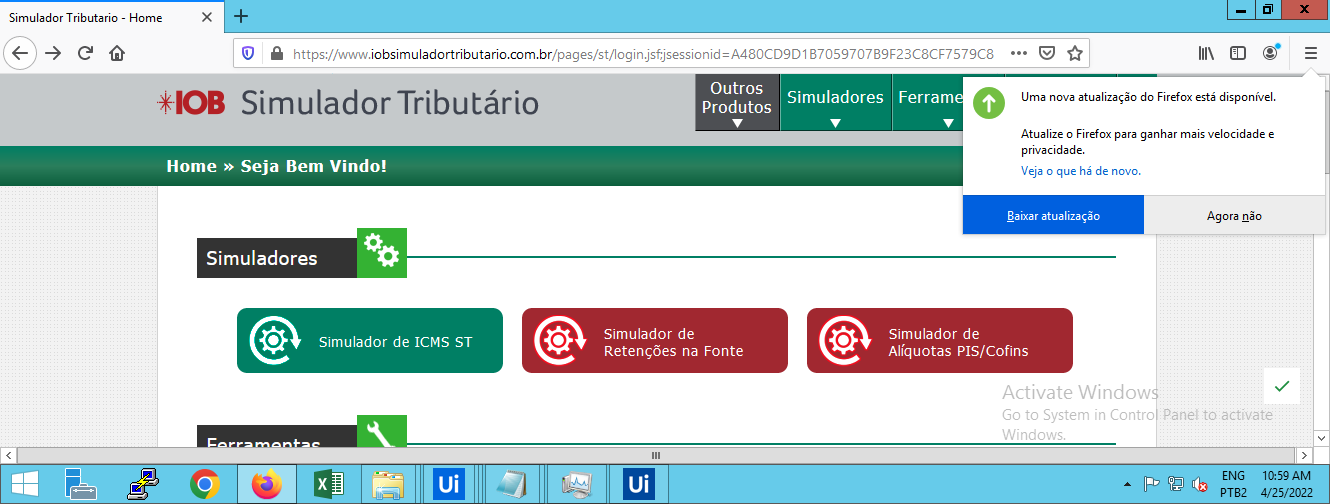 Simulador Tributario - Home
https://www.iobsimuladortributario.com.br/pages/st/login.jsf;jsessionid=A480CD9D1B7059707B9F23C8CF7579C8
IOB Simulador Tributário
Outros
Produtos
Simuladores
Ferrame
Uma nova atualização do Firefox está disponível.
Atualize o Firefox para ganhar mais velocidade e
privacidade.
Veja o que há de novo.
Baixar atualização
Agora não
Home » Seja Bem Vindo!
Simuladores
Simulador de ICMS ST
Simulador de
Retenções na Fonte
Simulador de
Alíquotas PIS/Cofins
Activate Windows
Go to System in Control Panel to activate
Windows.
Ferramentas
Ui
Ui
ENG
PTB2
10:59 AM
4/25/2022